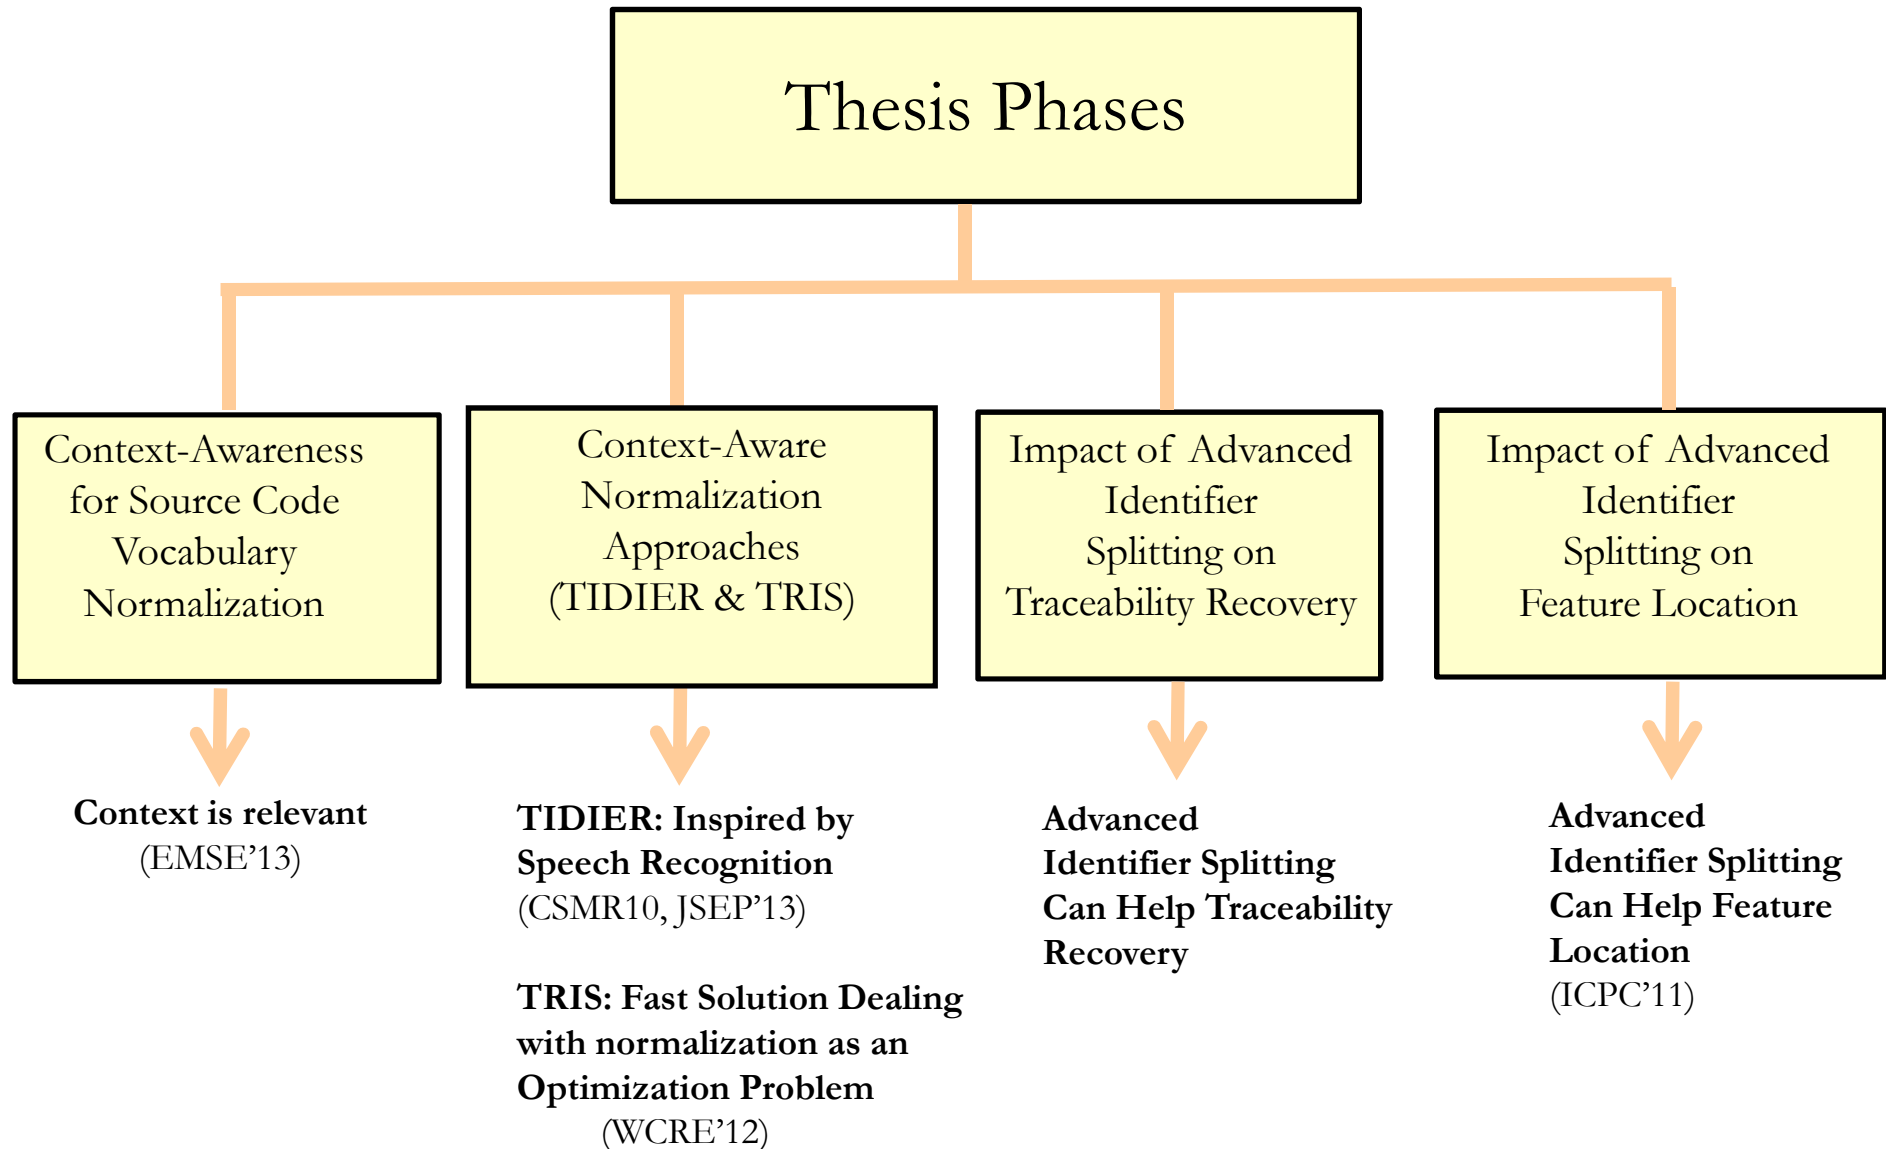 Thesis Phases
Context-Awareness
for Source Code
Vocabulary
Normalization
Context-Aware
Normalization
Approaches
(TIDIER & TRIS)
Impact of Advanced
Identifier
Splitting on
Traceability Recovery
Impact of Advanced
Identifier
Splitting on
Feature Location
Context is relevant
(EMSE’13)
TIDIER: Inspired by
Speech Recognition
(CSMR10, JSEP’13)
TRIS: Fast Solution Dealing
with normalization as an
Optimization Problem
(WCRE’12)
Advanced
Identifier Splitting
Can Help Traceability
Recovery
Advanced
Identifier Splitting
Can Help Feature
Location
(ICPC’11)